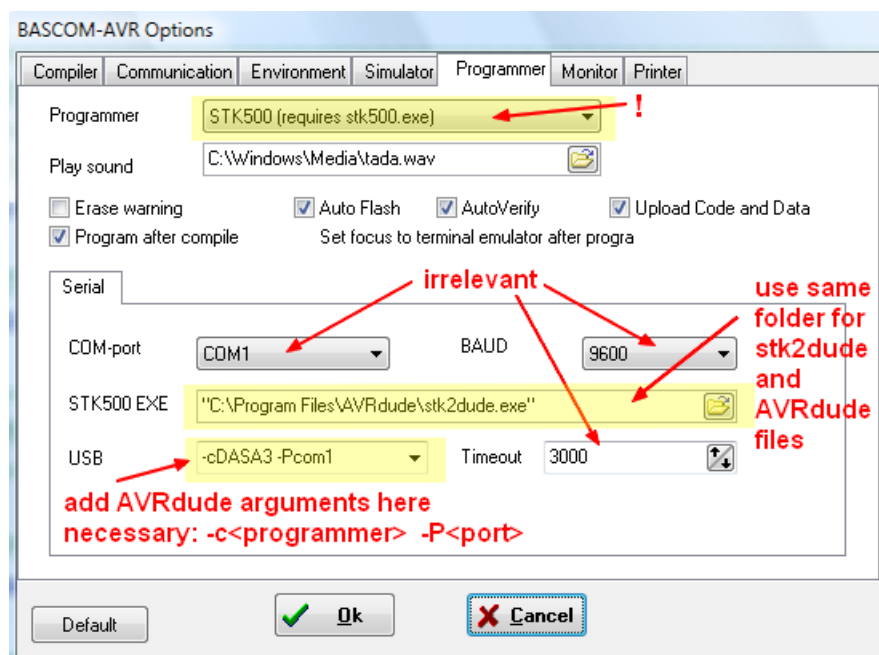 BASCOM-AVR Options
Compiler Communication Environment Simulator Programmer Monitor Printer
Programmer STK500 (requires stk500.exe) !
Play sound C:\Windows\Media\tada.wav
Erase warning Auto Flash AutoVerify Upload Code and Data
Program after compile Set focus to terminal emulator after progra
Serial
irrelevant
use same
folder for
stk2dude
and
AVRdude
files
COM-port COM1 BAUD 9600
STK500 EXE "C:\Program Files\AVRdude\stk2dude.exe"
USB -cDASA3 -Pcom1 Timeout 3000
add AVRdude arguments here
necessary: -c<programmer> -P<port>
Default Ok Cancel